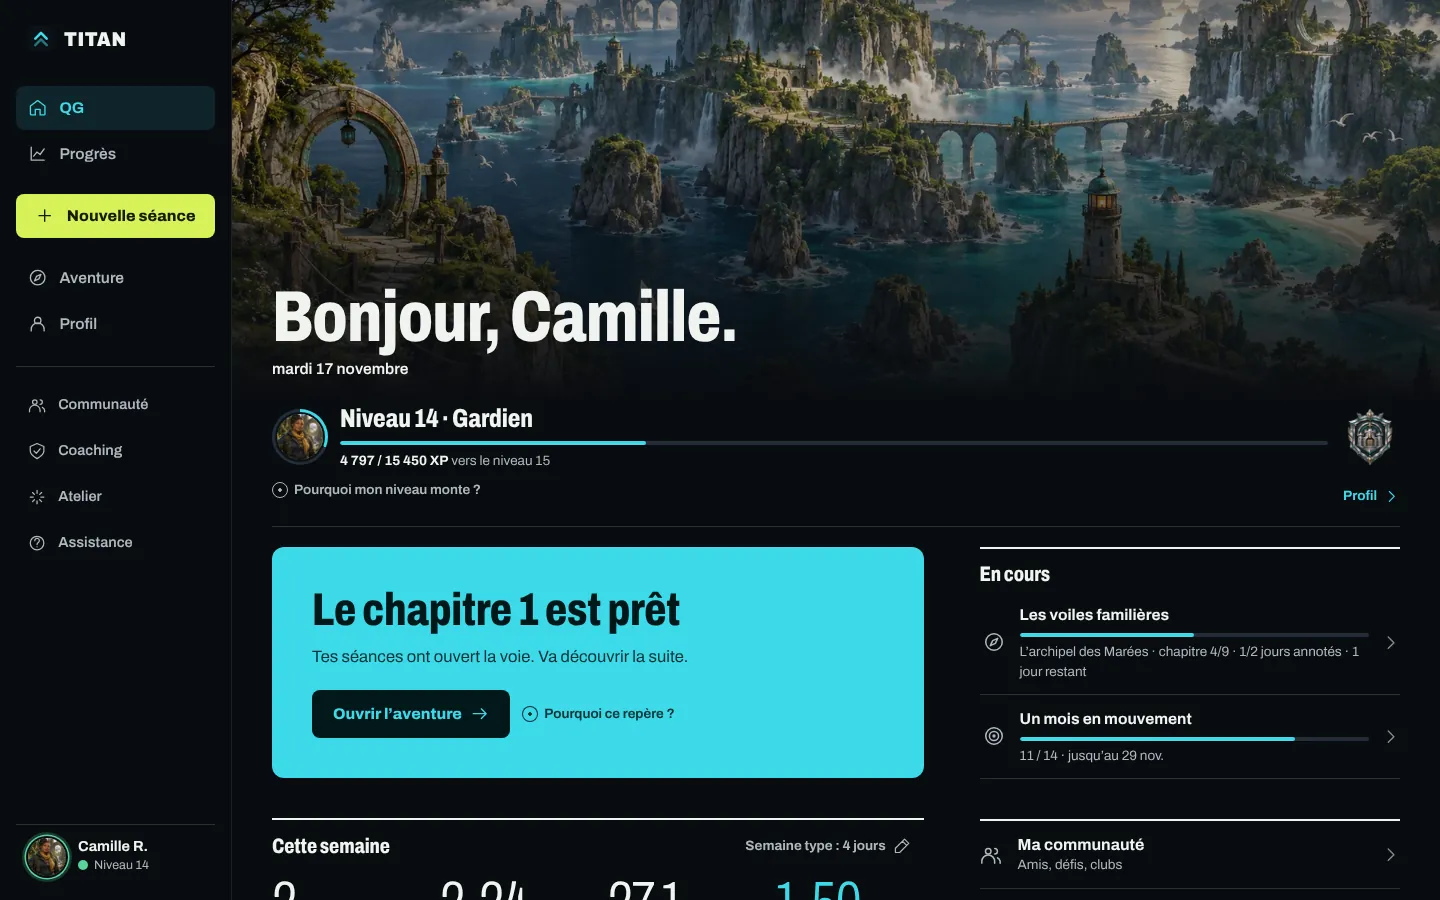 TITAN
QG
Progrès
Nouvelle séance
Aventure
Profil
Communauté
Coaching
Atelier
Assistance
Camille R.
Niveau 14
Bonjour, Camille.
mardi 17 novembre
Niveau 14 · Gardien
4 797 / 15 450 XP vers le niveau 15
Pourquoi mon niveau monte ?
Profil
Le chapitre 1 est prêt
Tes séances ont ouvert la voie. Va découvrir la suite.
Ouvrir l’aventure
Pourquoi ce repère ?
En cours
Les voiles familières
L’archipel des Marées · chapitre 4/9 · 1/2 jours annotés · 1
jour restant
Un mois en mouvement
11 / 14 · jusqu’au 29 nov.
Cette semaine
Semaine type : 4 jours
Ma communauté
Amis, défis, clubs